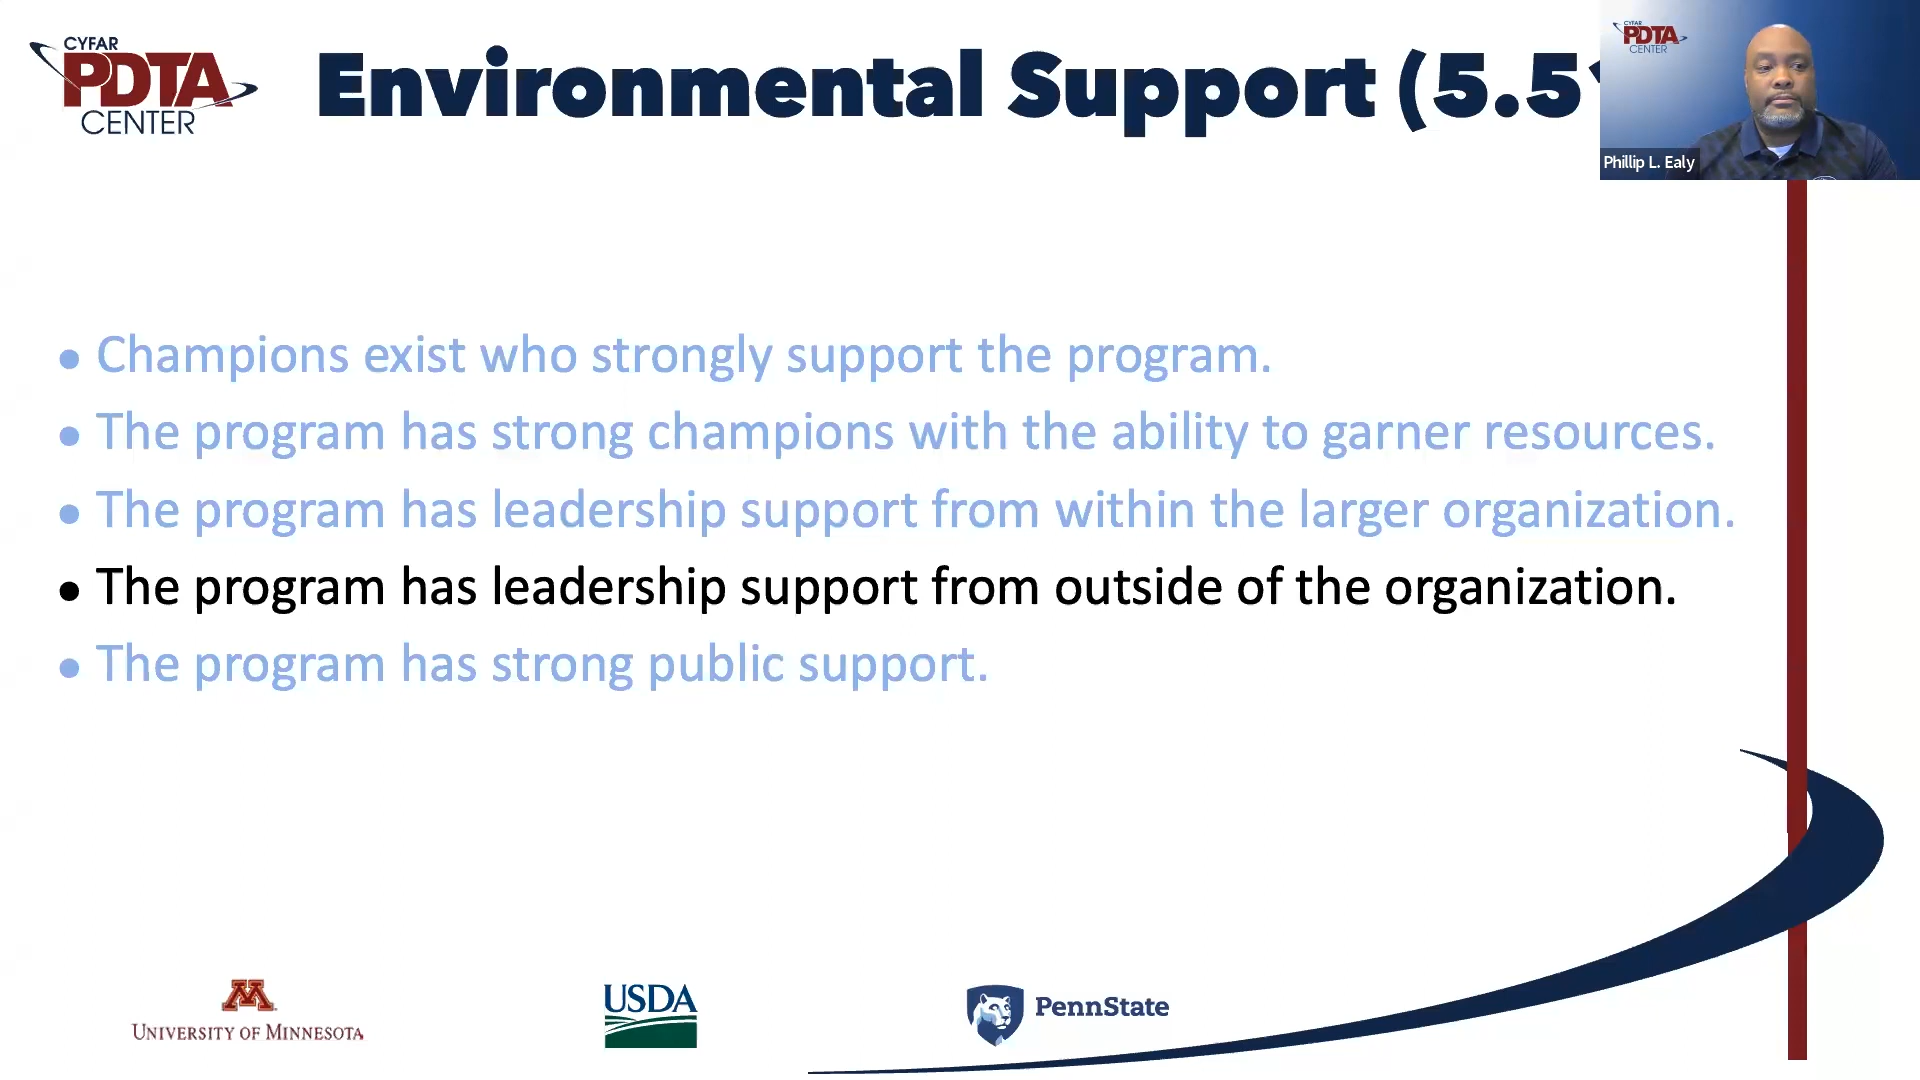 CYFAR
PDTA
CENTER
Environmental Support (5.5
CYFAR
PDTA
CENTER
Phillip L. Ealy
• Champions exist who strongly support the program.
• The program has strong champions with the ability to garner resources.
• The program has leadership support from within the larger organization.
• The program has leadership support from outside of the organization.
• The program has strong public support.
M
UNIVERSITY OF MINNESOTA
USDA
PennState